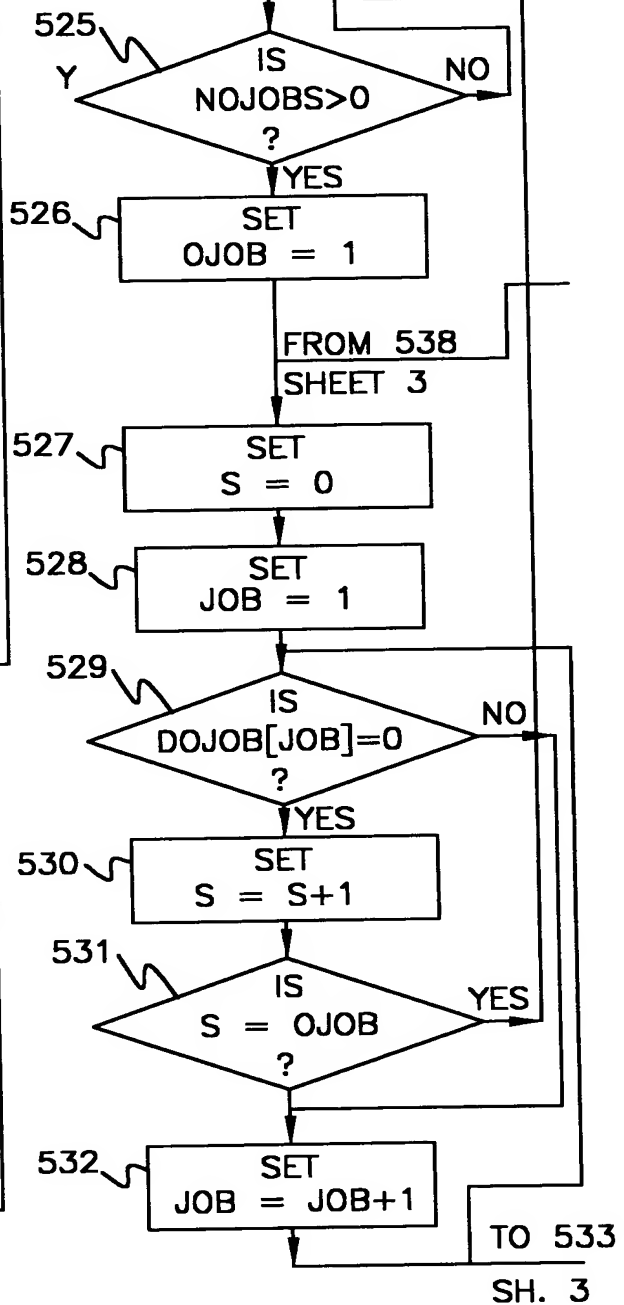 525
IS
Y
NOJOBS>0
NO
?
YES
526
SET
OJOB = 1
FROM 538
SHEET 3
527
SET
S = 0
528
SET
JOB = 1
529
IS
NO
DOJOB[JOB]=0
?
YES
530
SET
S = S+1
531
IS
YES
S = OJOB
?
532
SET
JOB = JOB+1
TO 533
SH. 3